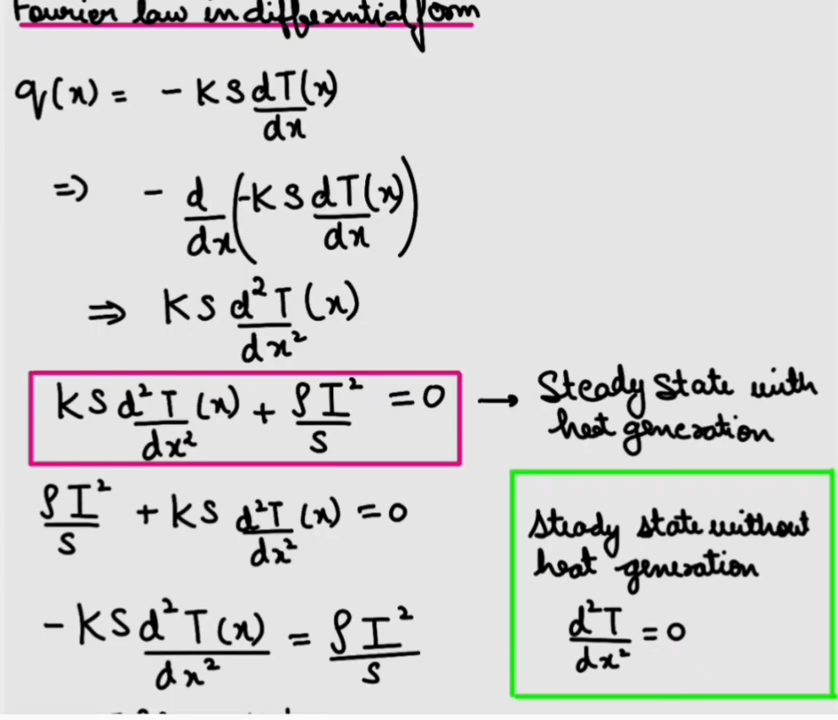 Fourier law in differential form
q(x) = - KS dT(x)/dx
=> - d/dx (-KS dT(x)/dx)
=> KS d²T(x)/dx²
KS d²T(x)/dx² + ρI²/S = 0 → Steady State with heat generation
ρI²/S + KS d²T(x)/dx² = 0
- KS d²T(x)/dx² = ρI²/S
Steady state without
heat generation
d²T/dx² = 0